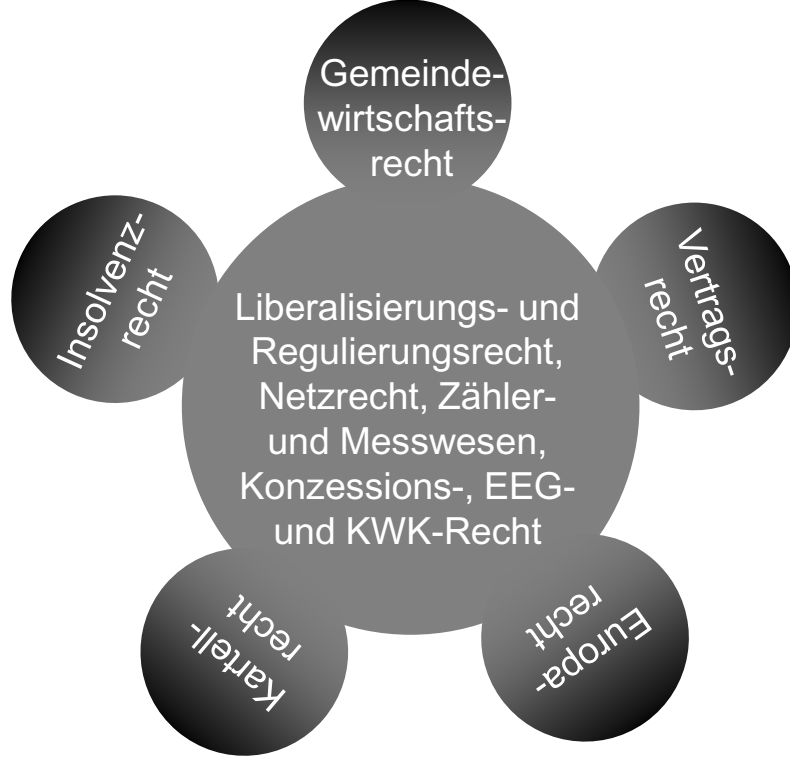 Gemeinde-
wirtschafts-
recht
Insolvenz-
recht
Vertrags-
recht
Liberalisierungs- und
Regulierungsrecht,
Netzrecht, Zähler-
und Messwesen,
Konzessions-, EEG-
und KWK-Recht
Kartell-
recht
Europa-
recht